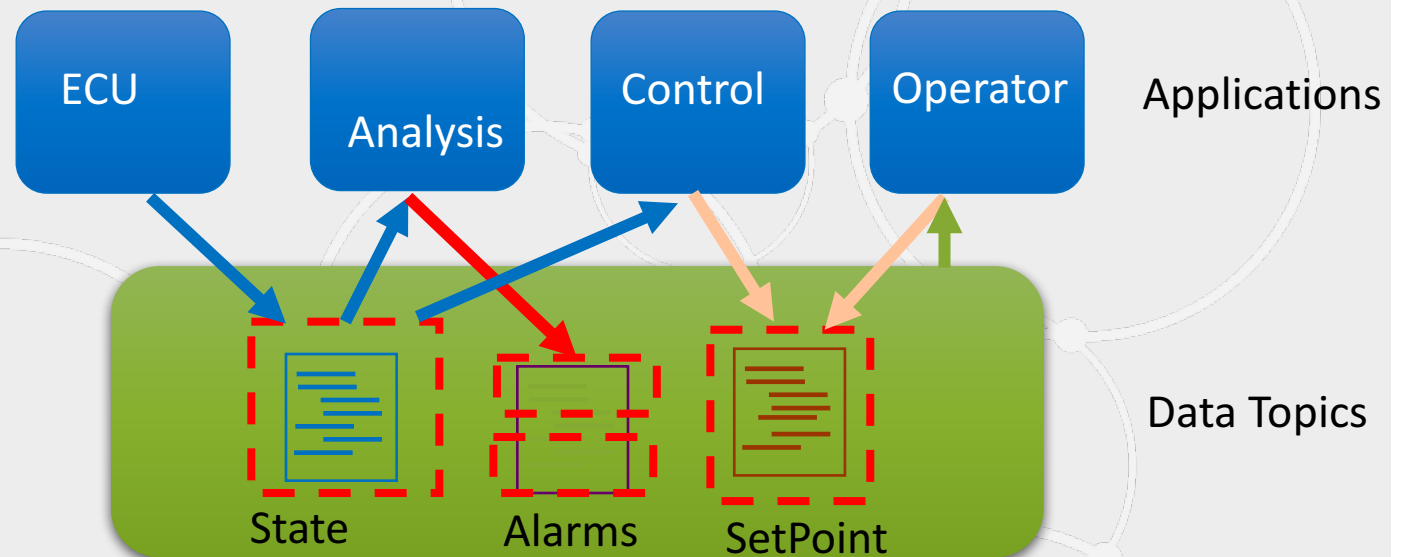 ECU
Analysis
Control
Operator
Applications
Data Topics
State
Alarms
SetPoint